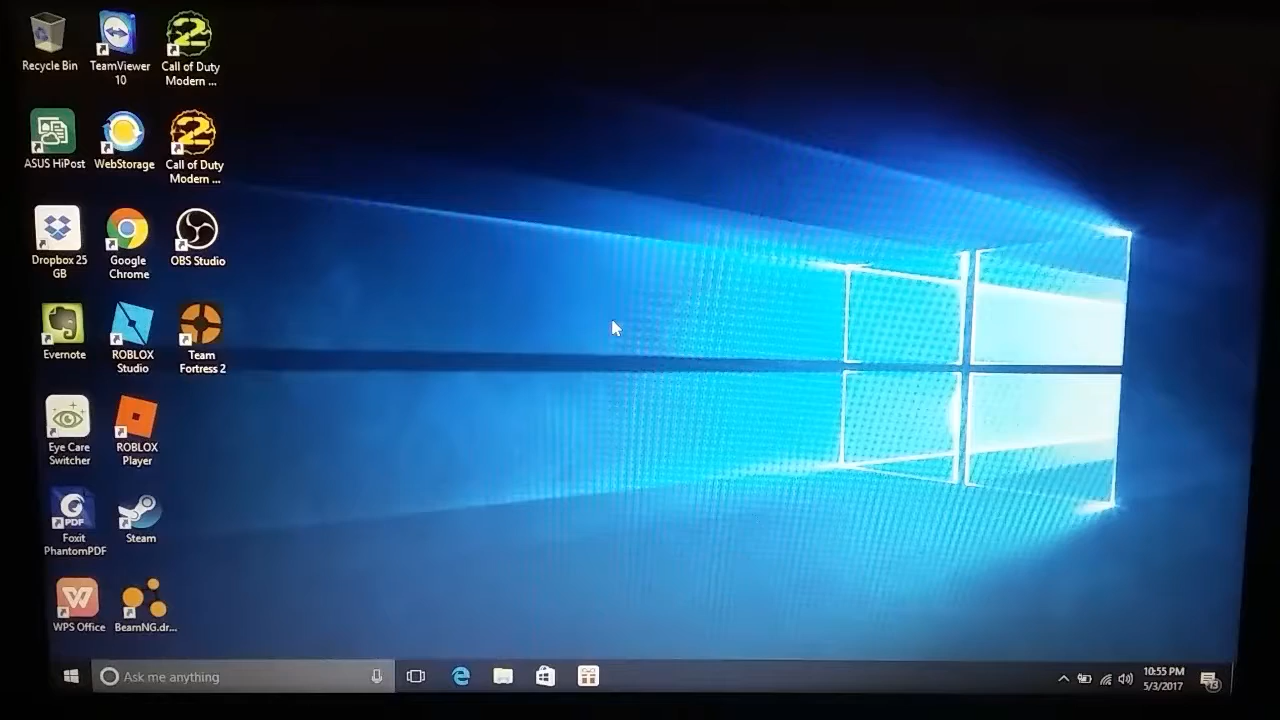 Recycle Bin
TeamViewer
10
Call of Duty
Modern ...
ASUS HiPost
WebStorage
Call of Duty
Modern ...
Dropbox 25
GB
Google
Chrome
OBS Studio
Evernote
ROBLOX
Studio
Team
Fortress 2
Eye Care
Switcher
ROBLOX
Player
PDF
Foxit
PhantomPDF
Steam
WPS Office
BeamNG.dr...
Ask me anything
10:55 PM
5/3/2017
13